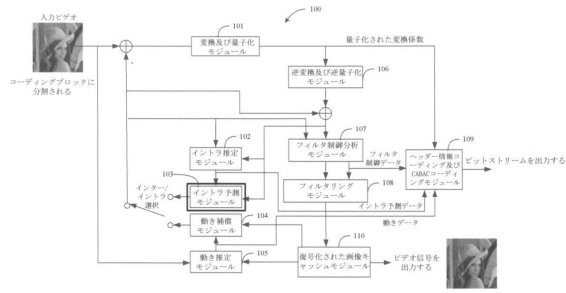 100
入力ビデオ
コーディングブロックに
分割される
101
変換及び量子化
モジュール
量子化された変換係数
逆変換及び逆量子化
モジュール
106
102
イントラ推定
モジュール
107
フィルタ制御分析
モジュール
フィルタ
制御データ
109
ヘッダー情報コ
ーディング及び
CABACコーデ
ィングモジュール
ビットストリームを出力する
103
イントラ予測
モジュール
フィルタリング
モジュール
108
イントラ予測データ
インター/
イントラ
選択
動き補償
モジュール
104
動きデータ
動き推定
モジュール
105
110
復号化された画像キ
ャッシュモジュール
ビデオ信号を
出力する